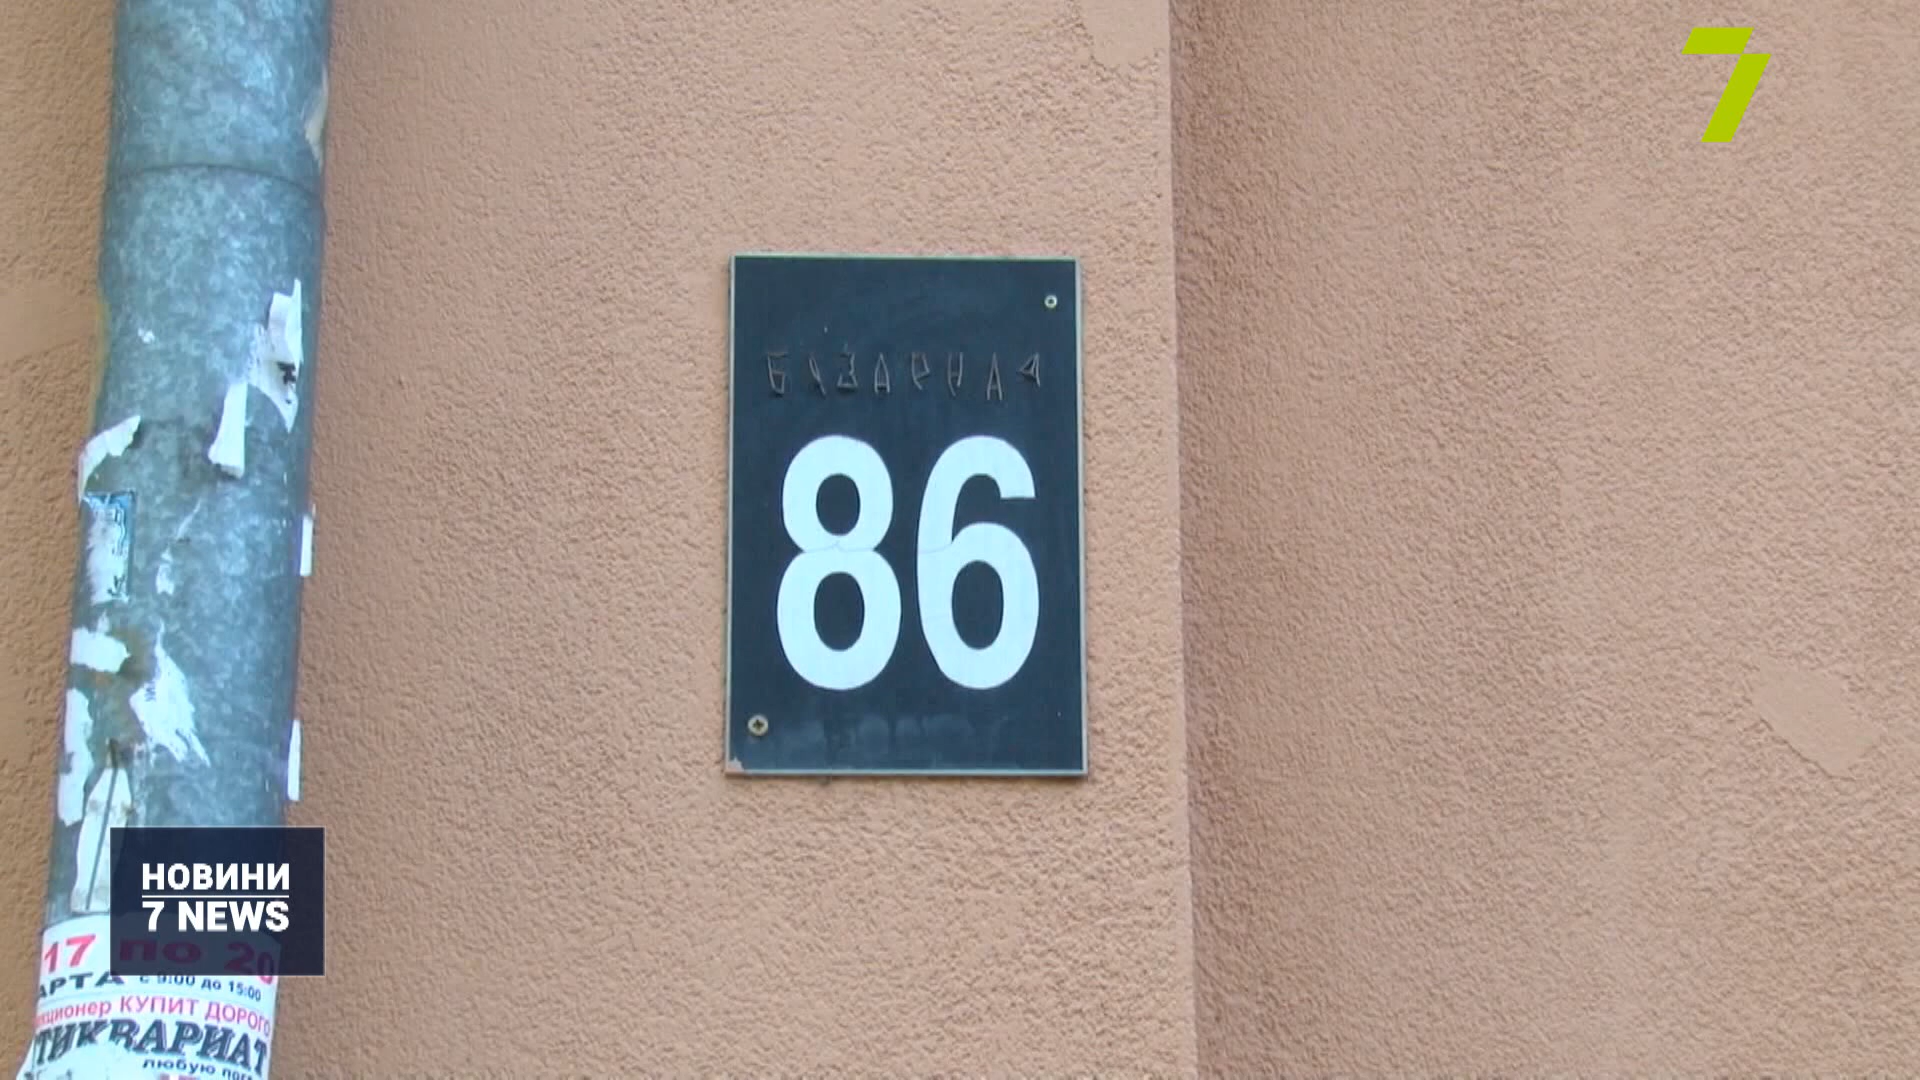 7
БАЗАРНАЯ
86
НОВИНИ
7 NEWS
17 по 20
АРТА с 9:00 до 15:00
кционер КУПИТ ДОРОГО
ТИКВАРИАТ
любую